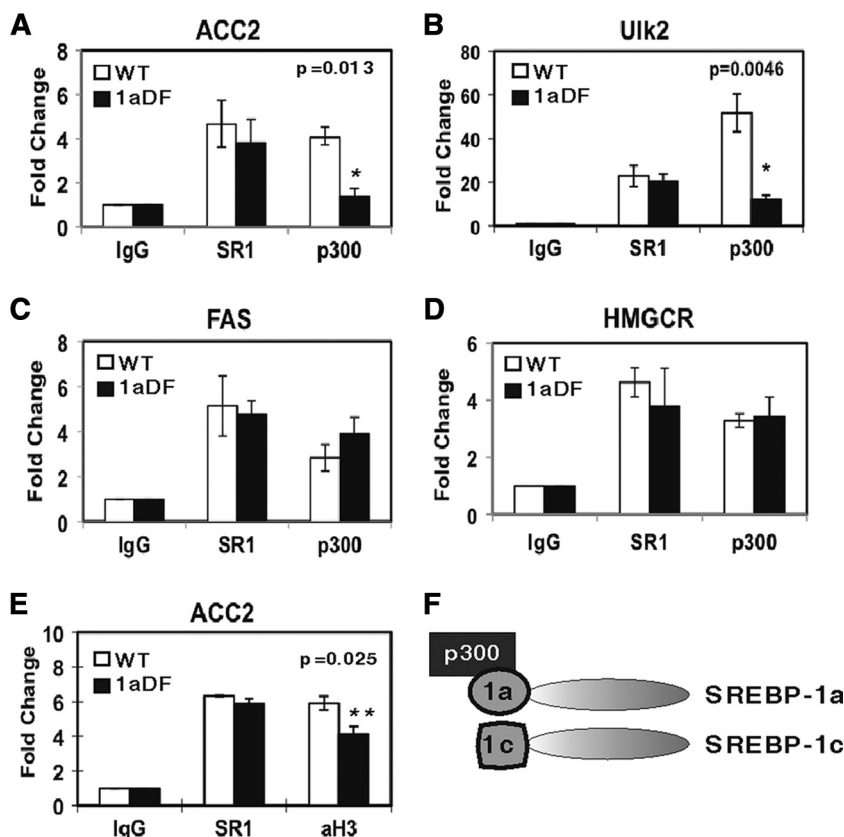 A
ACC2
Fold Change
8
6
4
2
0
WT
1aDF
p=0.013
*
IgG SR1 p300
B
Ulk2
Fold Change
80
60
40
20
0
WT
1aDF
p=0.0046
*
IgG SR1 p300
C
FAS
Fold Change
8
6
4
2
0
WT
1aDF
IgG SR1 p300
D
HMGCR
Fold Change
6
4
2
0
WT
1aDF
IgG SR1 p300
E
ACC2
Fold Change
10
8
6
4
2
0
WT
1aDF
p=0.025
**
IgG SR1 aH3
F
p300
1a SREBP-1a
1c SREBP-1c